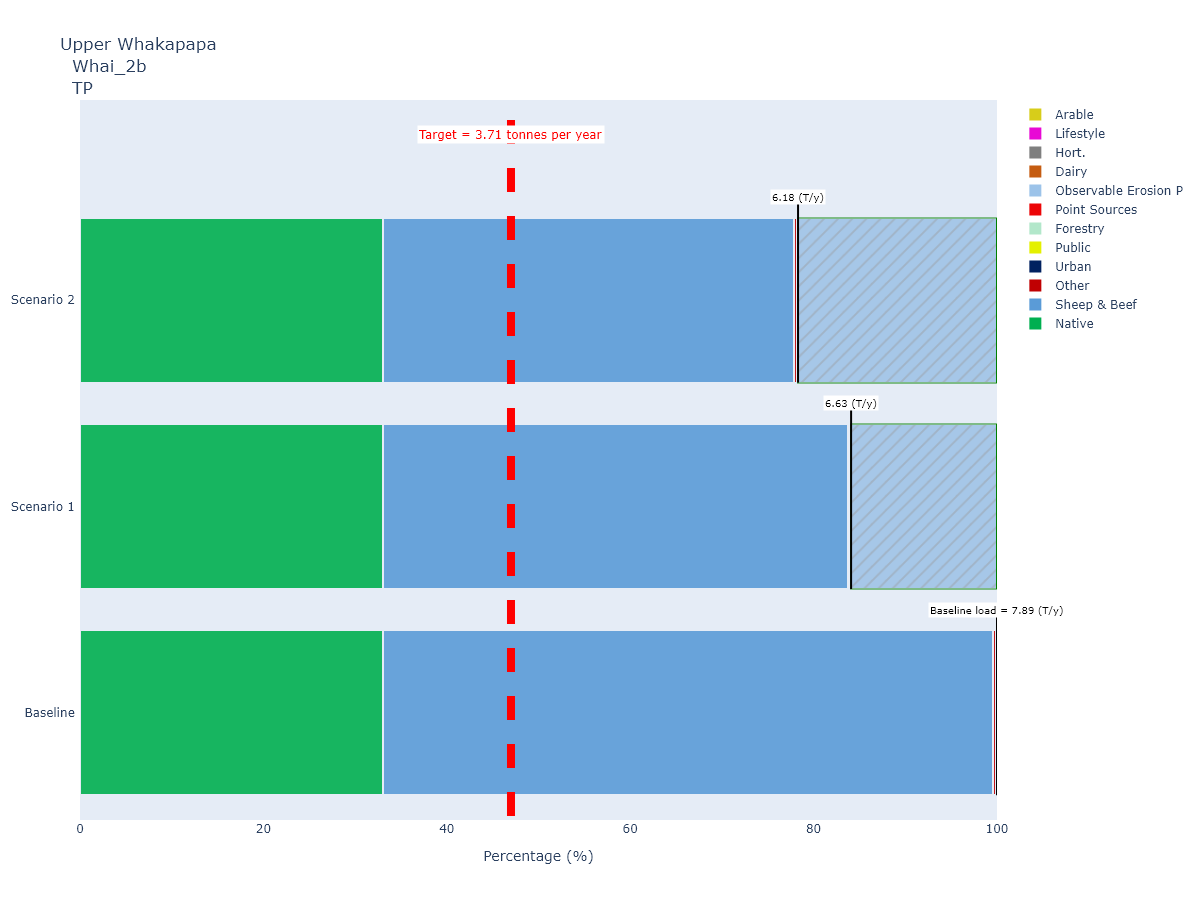 Upper Whakapapa
Whai_2b
TP
Target = 3.71 tonnes per year
6.18 (T/y)
Scenario 2
6.63 (T/y)
Scenario 1
Baseline load = 7.89 (T/y)
Baseline
0 20 40 60 80 100
Percentage (%)
Arable
Lifestyle
Hort.
Dairy
Observable Erosion P
Point Sources
Forestry
Public
Urban
Other
Sheep & Beef
Native